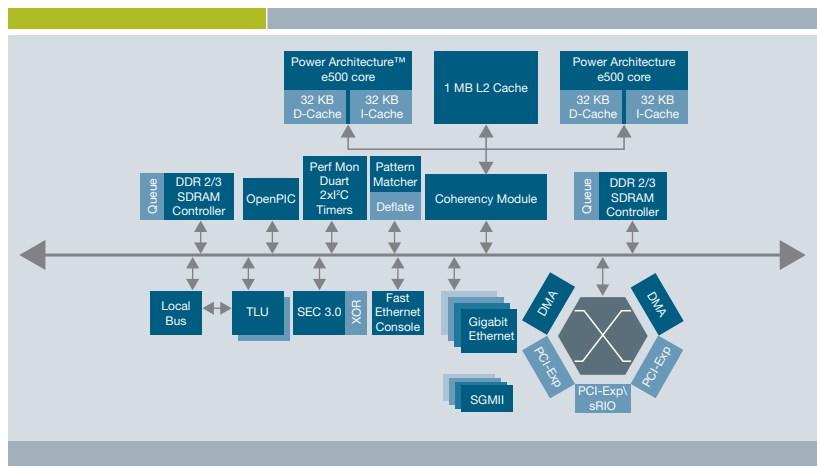 Power Architecture™
e500 core
32 KB
D-Cache
32 KB
I-Cache
1 MB L2 Cache
Power Architecture
e500 core
32 KB
D-Cache
32 KB
I-Cache
Queue
DDR 2/3
SDRAM
Controller
OpenPIC
Perf Mon
Duart
2xI²C
Timers
Pattern
Matcher
Deflate
Coherency Module
Queue
DDR 2/3
SDRAM
Controller
Local
Bus
TLU
SEC 3.0
XOR
Fast
Ethernet
Console
Gigabit
Ethernet
SGMII
DMA
DMA
PCI-Exp
PCI-Exp
PCI-Exp\
sRIO